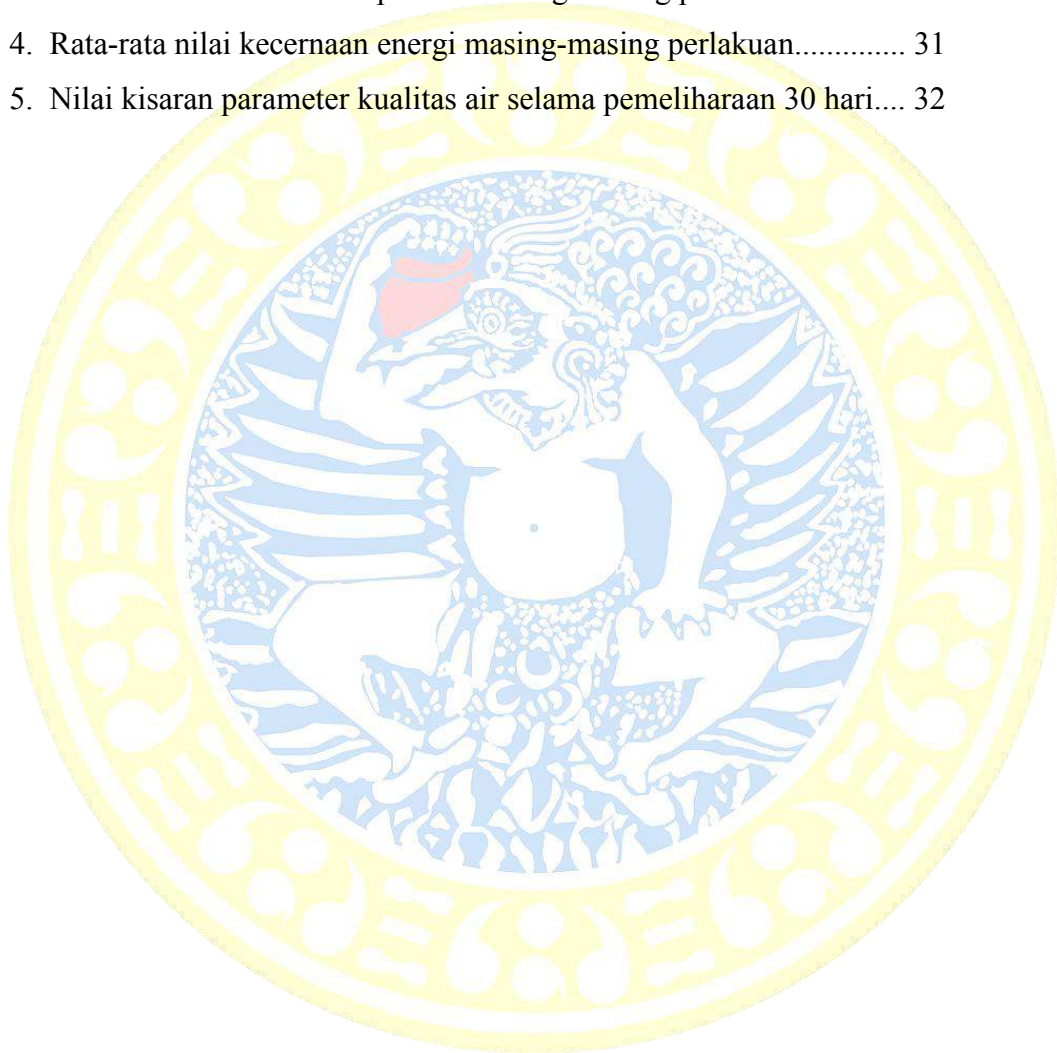 4. Rata-rata nilai kecernaan energi masing-masing perlakuan.............. 31
5. Nilai kisaran parameter kualitas air selama pemeliharaan 30 hari.... 32